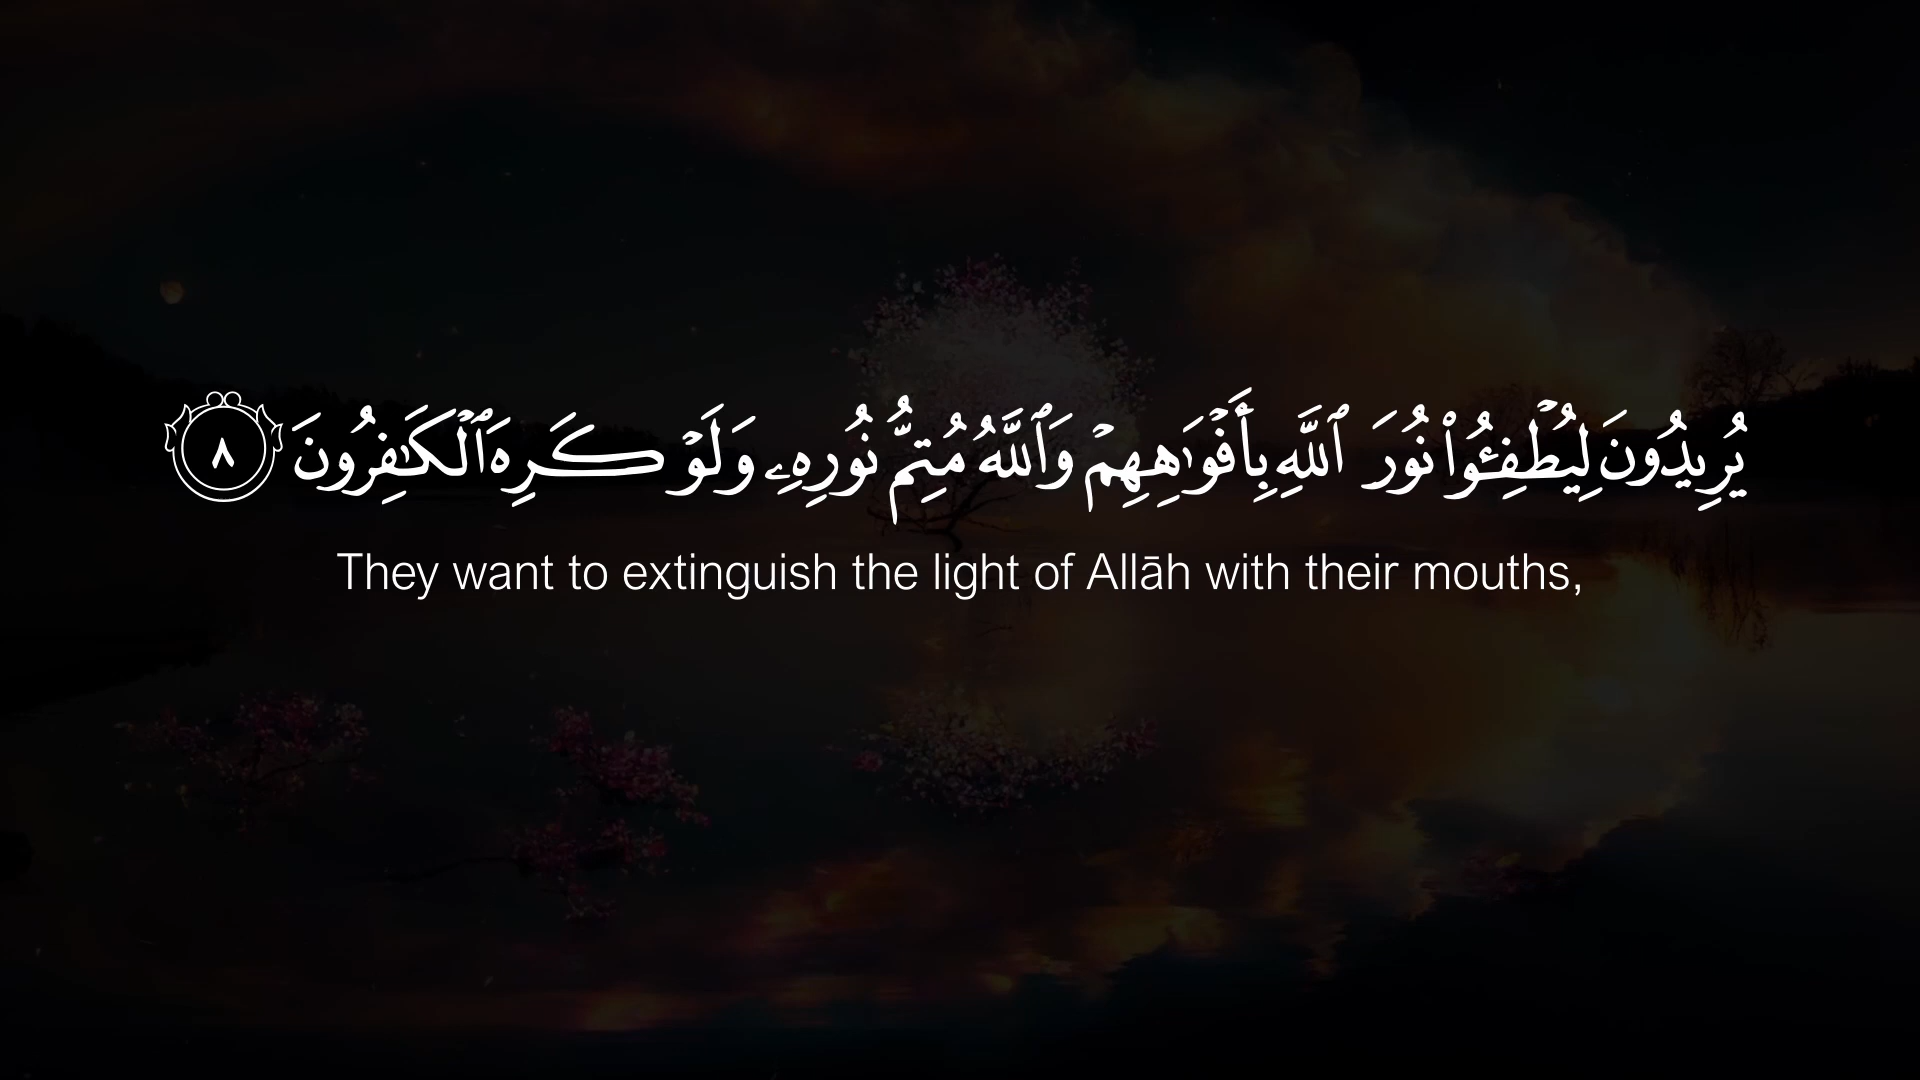 يُرِيدُونَ لِيُطْفِـُٔوا۟ نُورَ ٱللَّهِ بِأَفْوَٰهِهِمْ وَٱللَّهُ مُتِمُّ نُورِهِۦ وَلَوْ كَرِهَ ٱلْكَـٰفِرُونَ ٨
They want to extinguish the light of Allāh with their mouths,